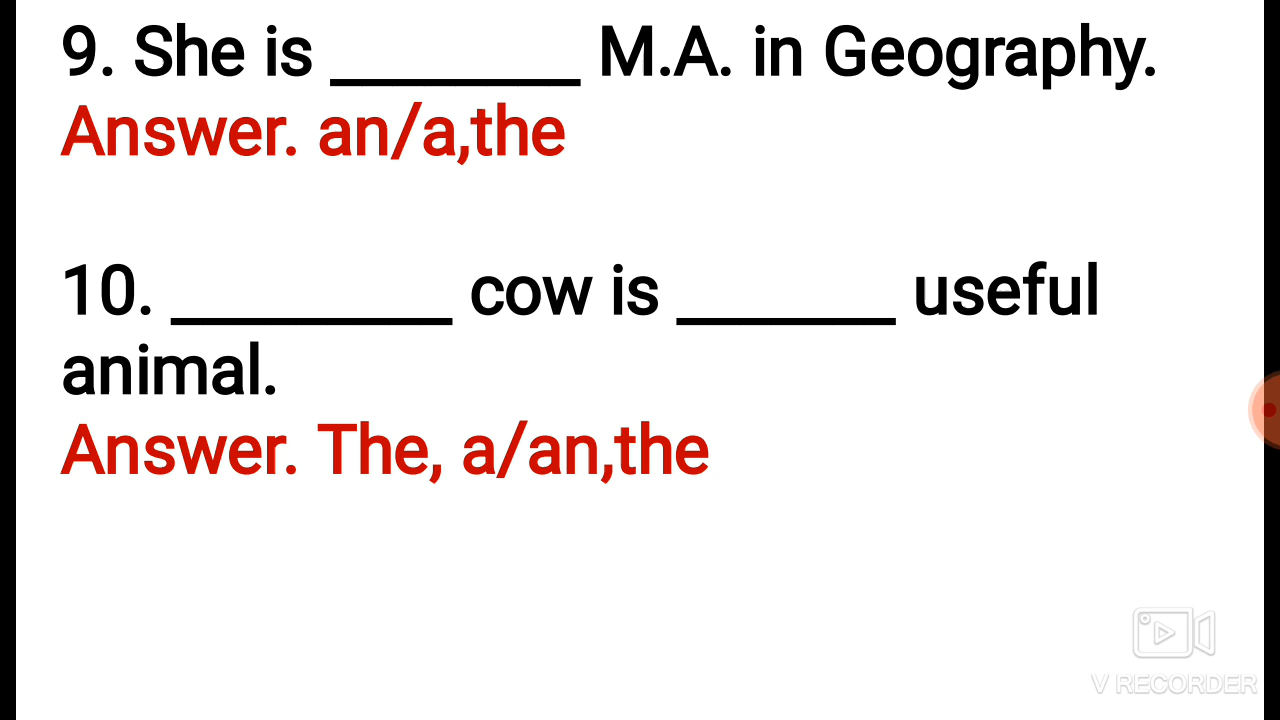 9. She is ________ M.A. in Geography.
Answer. an/a,the
10. _________ cow is _______ useful
animal.
Answer. The, a/an,the
V RECORDER